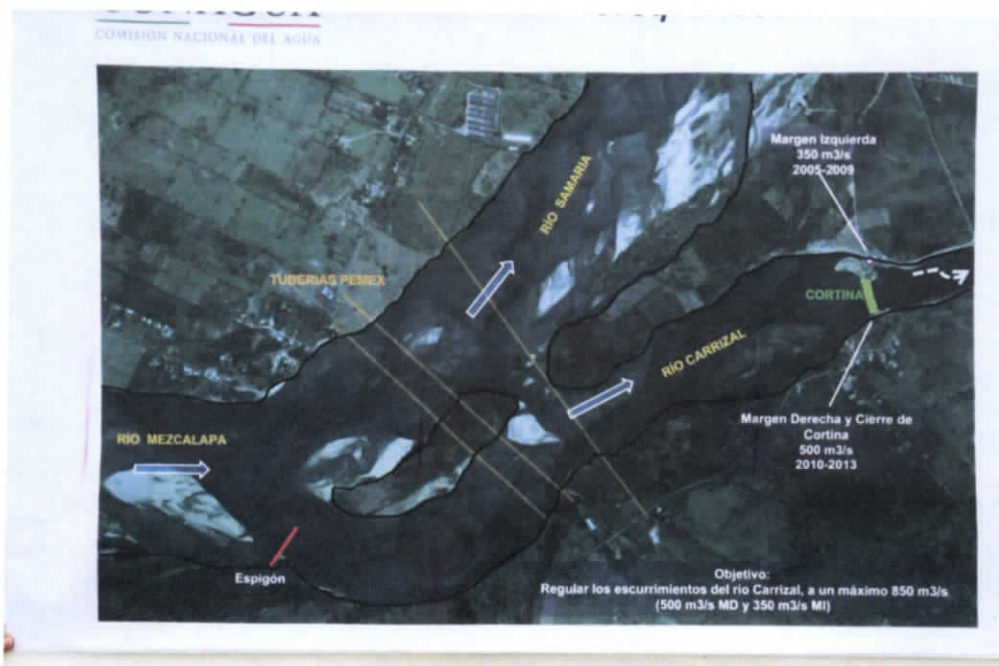 COMISIÓN NACIONAL DEL AGUA
Margen Izquierda
350 m3/s
2005-2009
RÍO SAMARIA
TUBERIAS PEMEX
CORTINA
RÍO CARRIZAL
RÍO MEZCALAPA
Margen Derecha y Cierre de
Cortina
500 m3/s
2010-2013
Espigón
Objetivo:
Regular los escurrimientos del río Carrizal, a un máximo 850 m3/s
(500 m3/s MD y 350 m3/s MI)